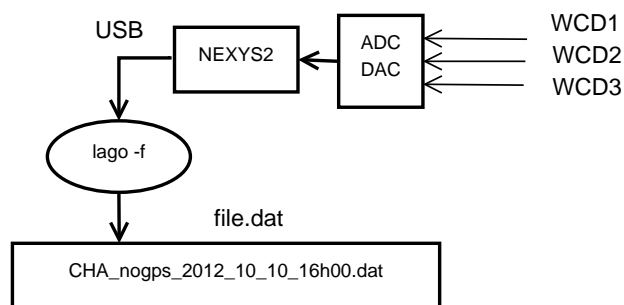 USB
NEXYS2
ADC
DAC
WCD1
WCD2
WCD3
lago -f
file.dat
CHA_nogps_2012_10_10_16h00.dat